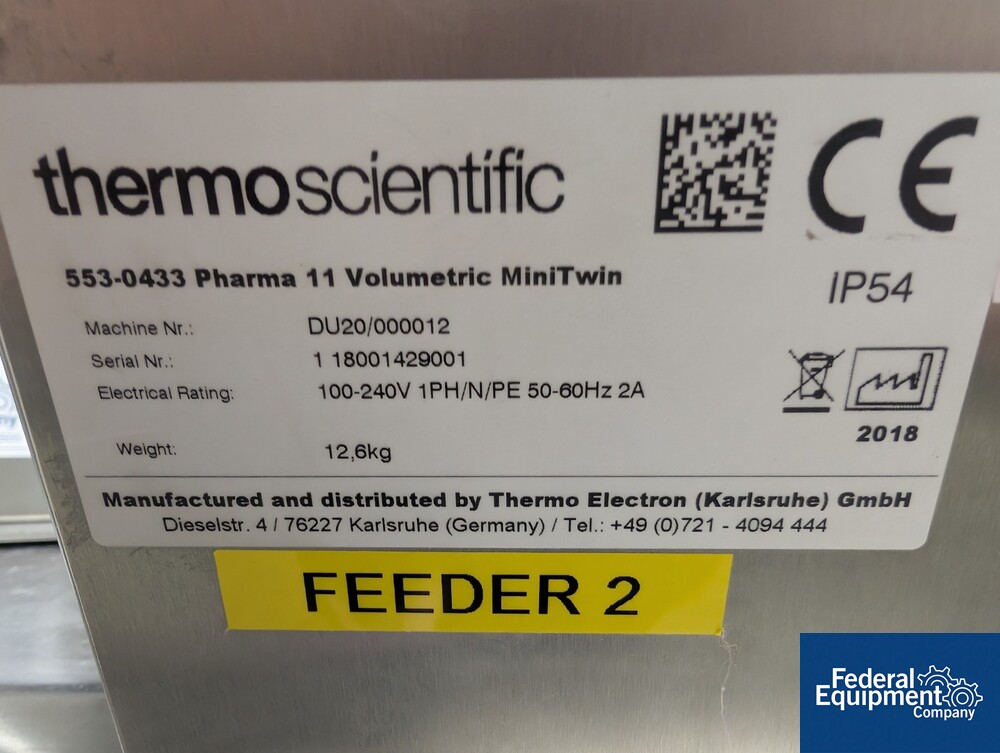 thermoscientific
CE
553-0433 Pharma 11 Volumetric MiniTwin
IP54
Machine Nr.: DU20/000012
Serial Nr.: 1 18001429001
Electrical Rating: 100-240V 1PH/N/PE 50-60Hz 2A
2018
Weight: 12,6kg
Manufactured and distributed by Thermo Electron (Karlsruhe) GmbH
Dieselstr. 4 / 76227 Karlsruhe (Germany) / Tel.: +49 (0)721 - 4094 444
FEEDER 2
Federal
Equipment
Company